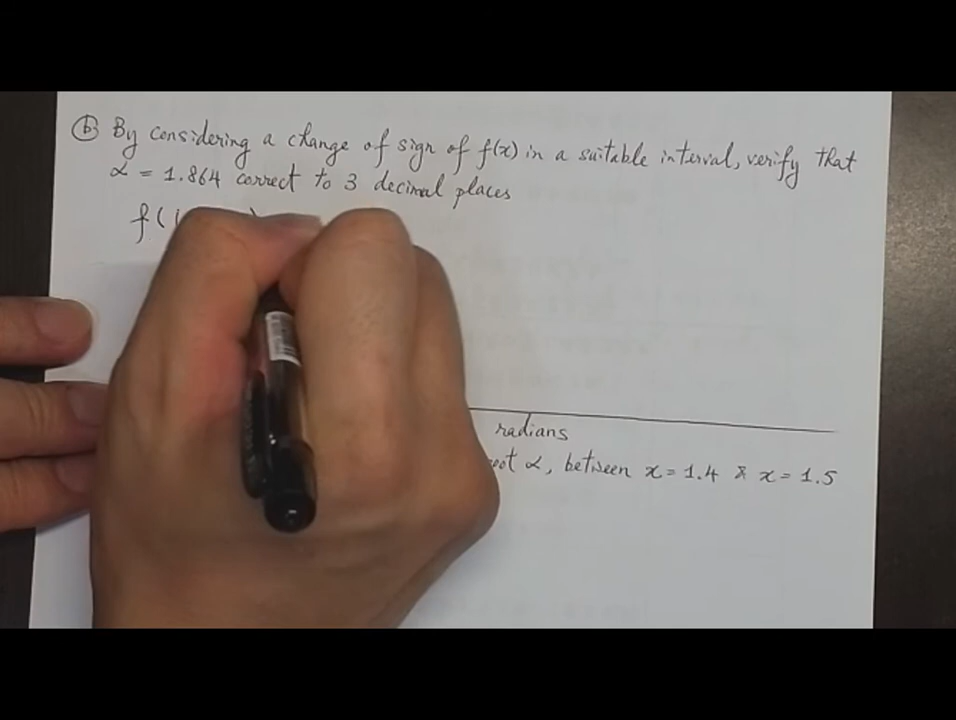 b By considering a change of sign of f(x) in a suitable interval, verify that
α = 1.864 correct to 3 decimal places
f(1
radians
α, between x = 1.4 & x = 1.5